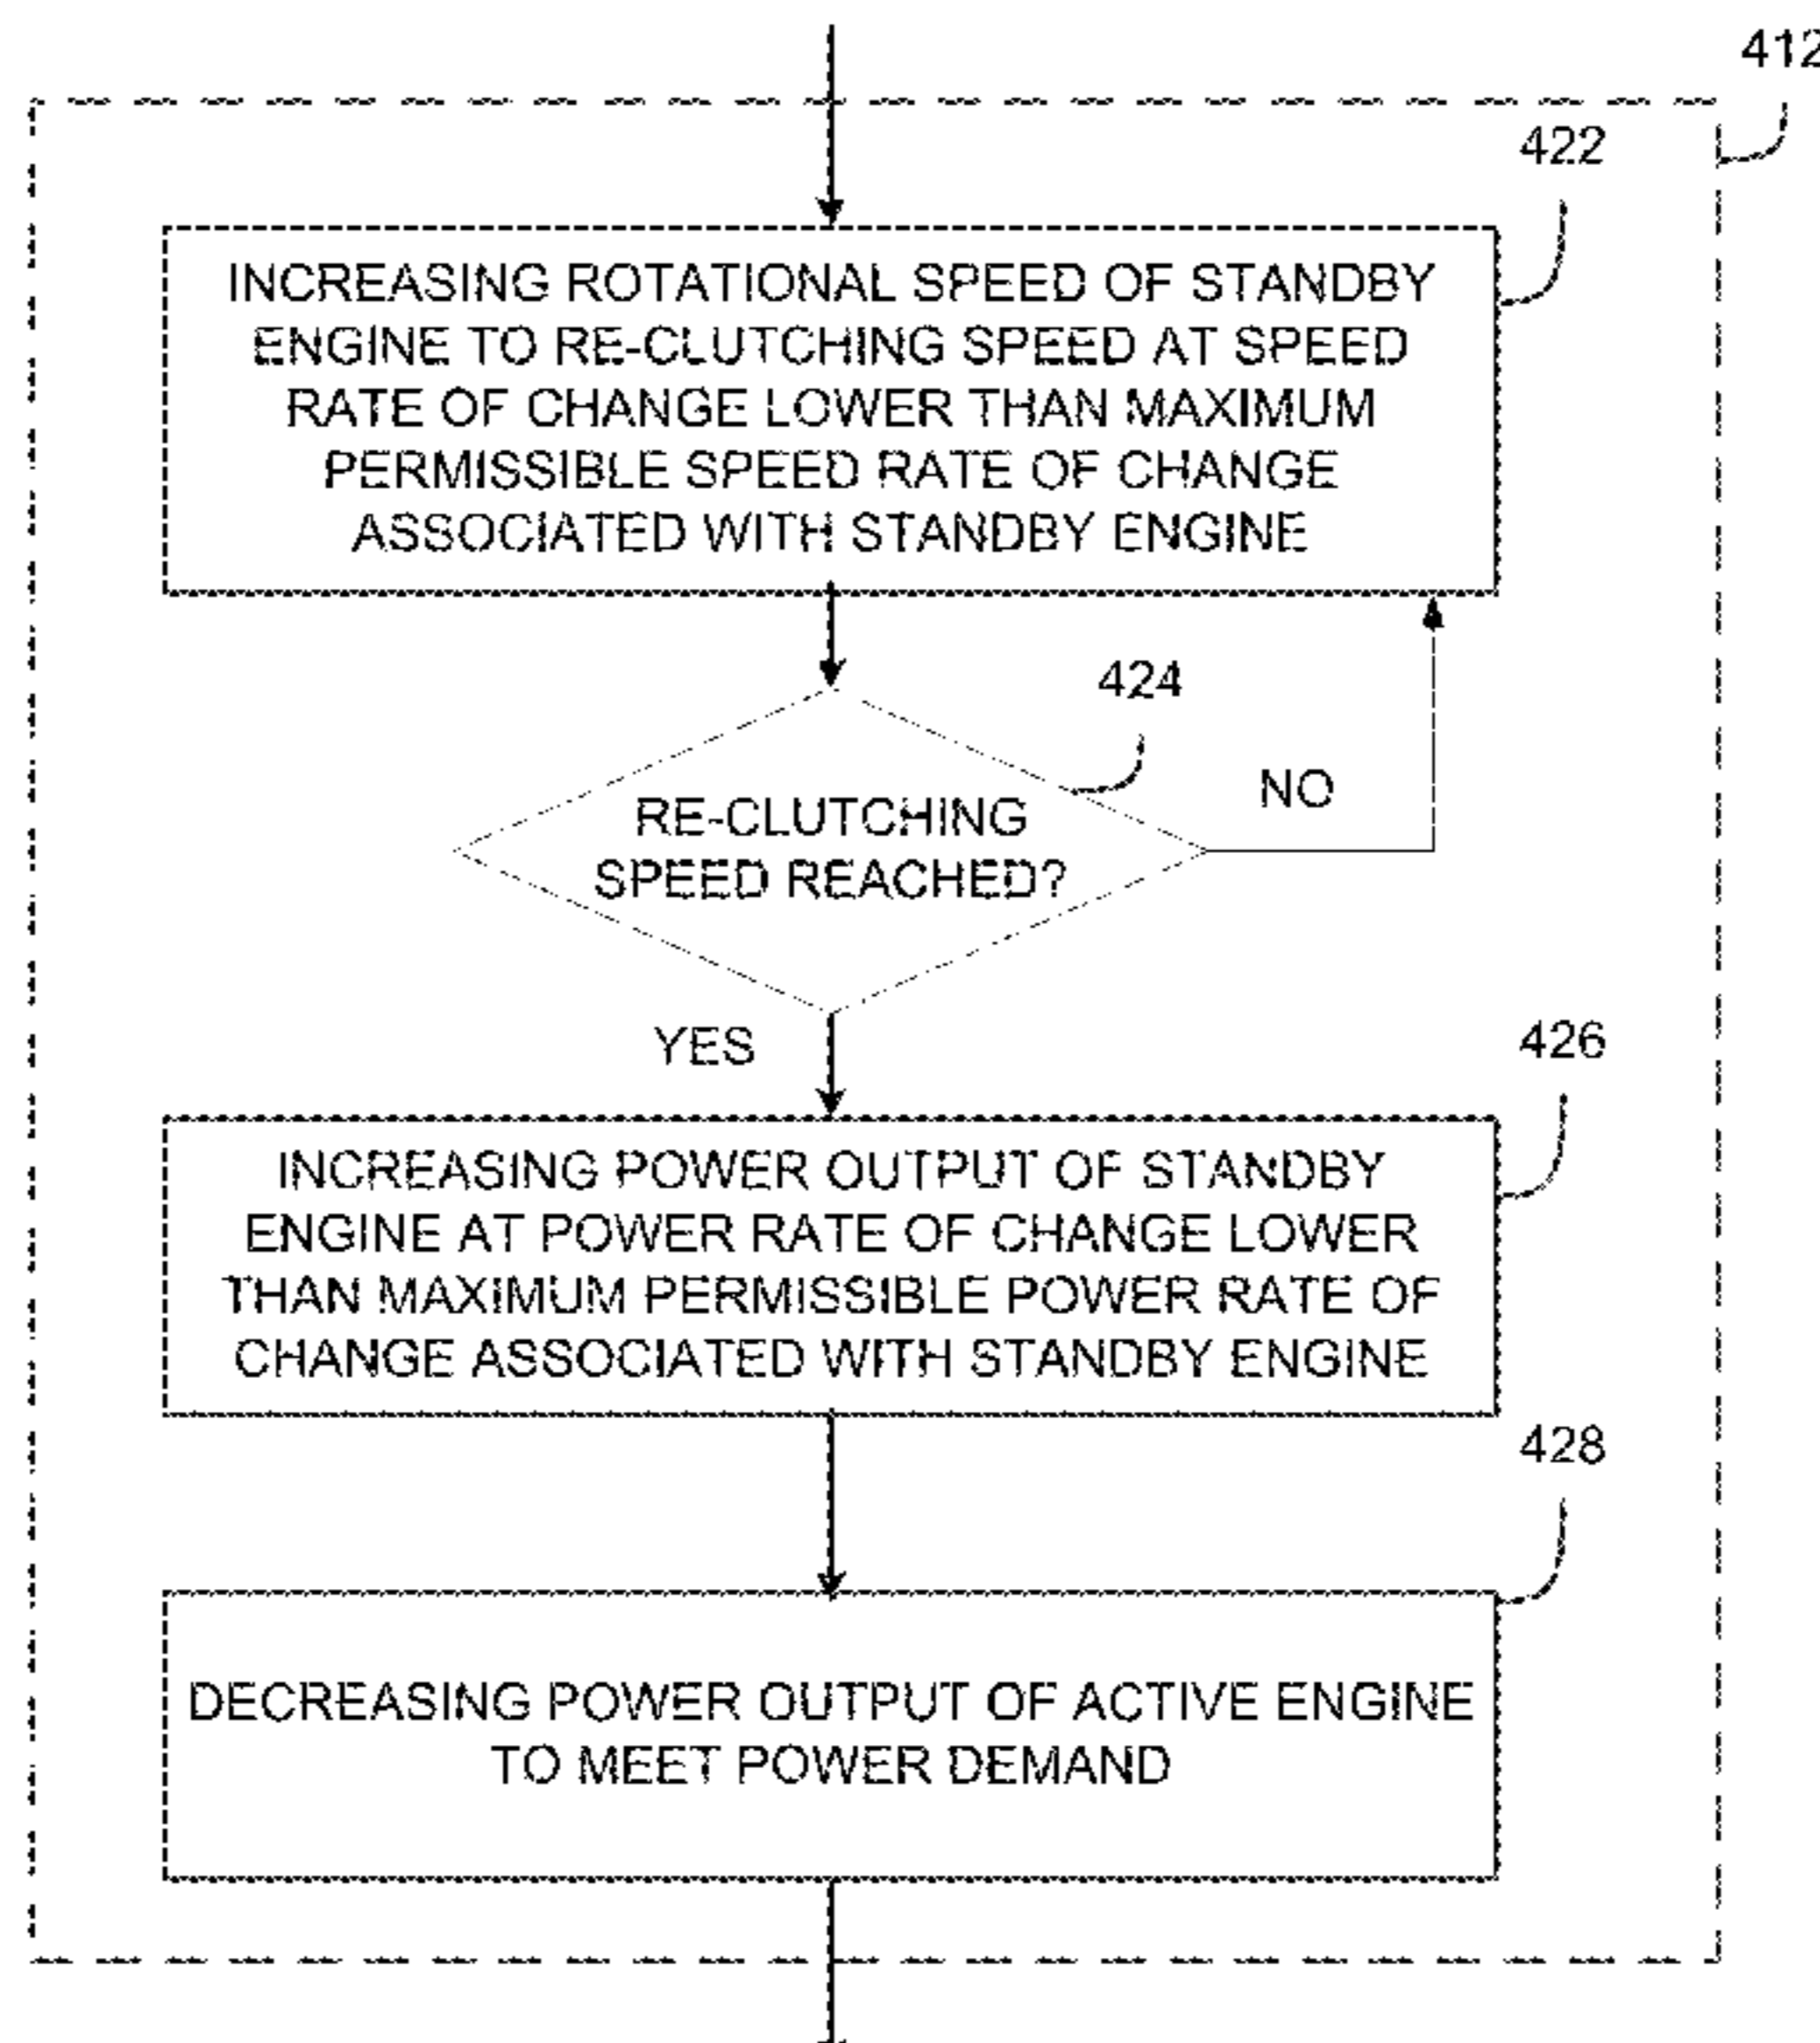 412
422
INCREASING ROTATIONAL SPEED OF STANDBY
ENGINE TO RE-CLUTCHING SPEED AT SPEED
RATE OF CHANGE LOWER THAN MAXIMUM
PERMISSIBLE SPEED RATE OF CHANGE
ASSOCIATED WITH STANDBY ENGINE
424
NO
RE-CLUTCHING
SPEED REACHED?
YES
426
INCREASING POWER OUTPUT OF STANDBY
ENGINE AT POWER RATE OF CHANGE LOWER
THAN MAXIMUM PERMISSIBLE POWER RATE OF
CHANGE ASSOCIATED WITH STANDBY ENGINE
428
DECREASING POWER OUTPUT OF ACTIVE ENGINE
TO MEET POWER DEMAND